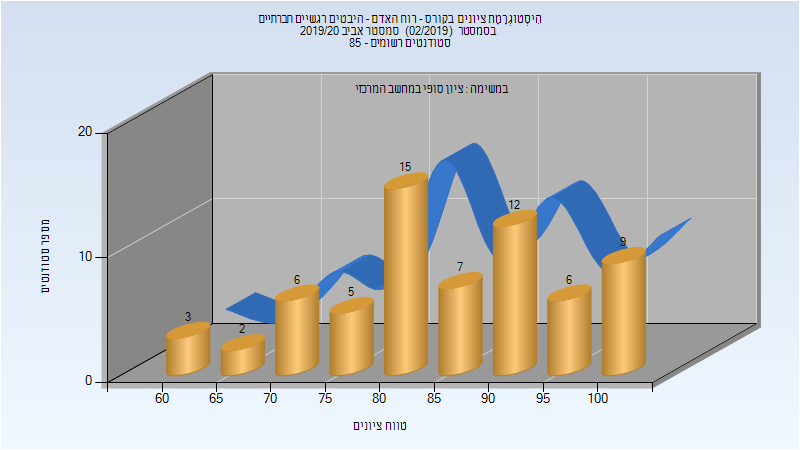 הִיסְטוֹגְרַמַת ציונים בקורס - רוח האדם - היבטים רגשיים חברתיים
בסמסטר (02/2019) סמסטר אביב 2019/20
סטודנטים רשומים - 85
במשימה : ציון סופי במחשב המרכזי
מספר סטודנטים
20
10
0
3
2
6
5
15
7
12
6
9
60 65 70 75 80 85 90 95 100
טווח ציונים